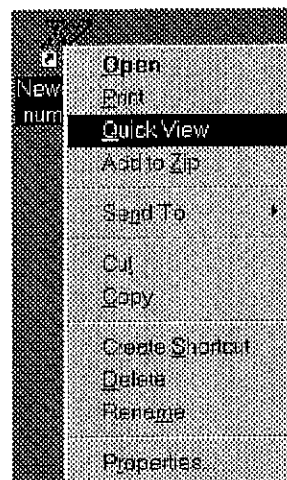 New
num
Open
Print
Quick View
Add to Zip
Send To
Cut
Copy
Create Shortcut
Delete
Rename
Properties...